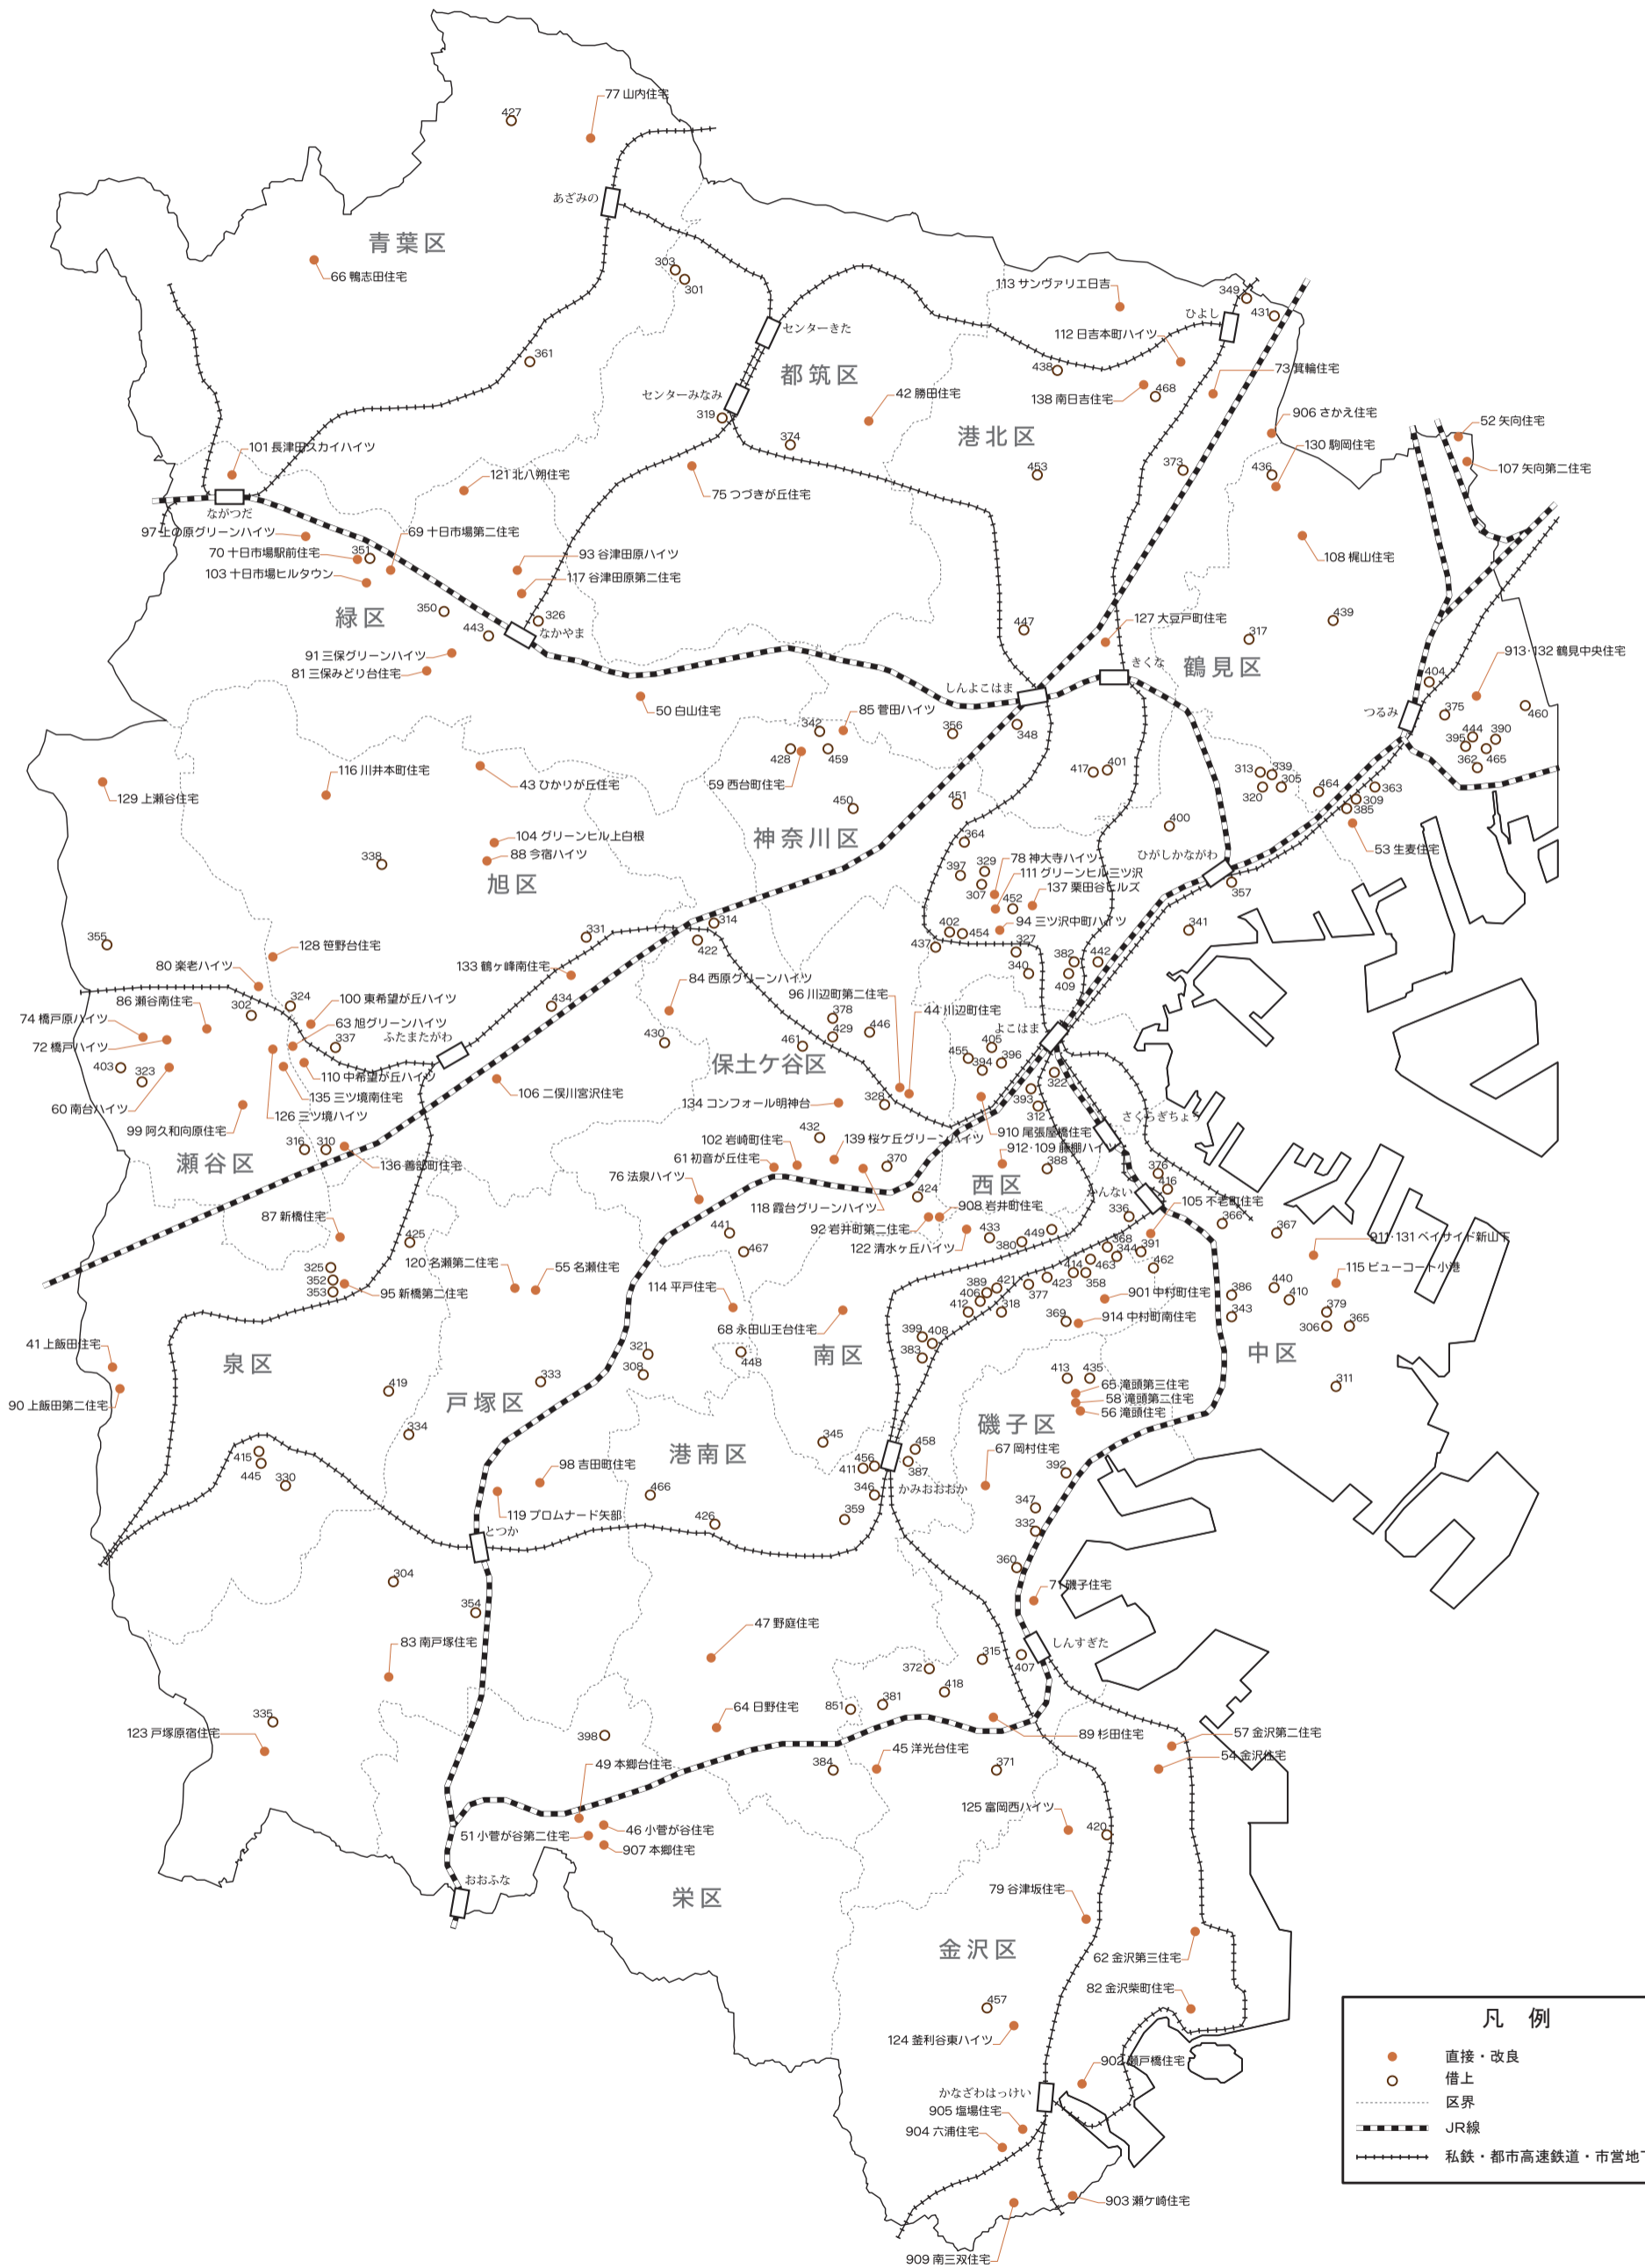 427
77 山内住宅
あざみの
青葉区
66 鴨志田住宅
303
301
113 サンヴァリエ日吉
349
431
ひよし
センターきた
112 日吉本町ハイツ
361
438
都筑区
73 箕輪住宅
センターみなみ
42 勝田住宅
138 南日吉住宅
468
319
906 さかえ住宅
52 矢向住宅
374
港北区
130 駒岡住宅
101 長津田スカイハイツ
453
373
436
107 矢向第二住宅
121 北八朔住宅
75 つづきが丘住宅
ながつだ
97 上の原グリーンハイツ
69 十日市場第二住宅
70 十日市場駅前住宅
351
93 谷津田原ハイツ
108 梶山住宅
103 十日市場ヒルタウン
117 谷津田原第二住宅
緑区
350
326
443
なかやま
447
127 大豆戸町住宅
317
439
91 三保グリーンハイツ
913・132 鶴見中央住宅
81 三保みどり台住宅
きくな
鶴見区
404
50 白山住宅
しんよこはま
85 菅田ハイツ
つるみ
375
460
342
356
348
444
390
395
428
459
465
362
116 川井本町住宅
43 ひかりが丘住宅
59 西台町住宅
417
401
313
339
305
464
363
129 上瀬谷住宅
320
309
385
450
451
104 グリーンヒル上白根
神奈川区
364
400
53 生麦住宅
88 今宿ハイツ
338
旭区
397
329
78 神大寺ハイツ
ひがしかながわ
111 グリーンヒル三ツ沢
307
137 栗田谷ヒルズ
452
357
314
94 三ツ沢中町ハイツ
341
355
331
402
454
128 笹野台住宅
422
437
327
80 楽老ハイツ
133 鶴ヶ峰南住宅
382
442
84 西原グリーンハイツ
340
409
86 瀬谷南住宅
324
100 東希望が丘ハイツ
96 川辺町第二住宅
302
434
44 川辺町住宅
74 橋戸原ハイツ
63 旭グリーンハイツ
378
よこはま
ふたまたがわ
430
429
446
72 橋戸ハイツ
337
461
405
403
保土ケ谷区
455
323
394
396
110 中希望が丘ハイツ
322
135 三ツ境南住宅
106 二俣川宮沢住宅
60 南台ハイツ
126 三ツ境ハイツ
134 コンフォール明神台
328
393
99 阿久和向原住宅
312
さくらぎちょう
910 尾張屋橋住宅
432
139 桜ケ丘グリーンハイツ
912・109 藤棚ハイツ
316
310
102 岩崎町住宅
瀬谷区
136 善部町住宅
61 初音が丘住宅
370
388
376
76 法泉ハイツ
西区
416
かんない
118 霞台グリーンハイツ
424
105 不老町住宅
908 岩井町住宅
336
366
367
87 新橋住宅
92 岩井町第二住宅
441
433
449
911・131 ベイサイド新山下
425
122 清水ヶ丘ハイツ
380
368
467
344
391
325
120 名瀬第二住宅
55 名瀬住宅
414
463
462
115 ビューコート小港
352
114 平戸住宅
389
421
423
358
353
95 新橋第二住宅
406
377
440
386
410
901 中村町住宅
412
318
379
68 永田山王台住宅
369
914 中村町南住宅
343
306
365
399
408
41 上飯田住宅
泉区
321
南区
383
中区
448
308
413
435
311
333
65 滝頭第三住宅
90 上飯田第二住宅
419
戸塚区
58 滝頭第二住宅
56 滝頭住宅
磯子区
334
港南区
345
458
415
67 岡村住宅
445
98 吉田町住宅
456
411
387
392
330
かみおおおか
466
346
347
119 プロムナード矢部
359
332
426
とつか
360
304
71 磯子住宅
354
47 野庭住宅
83 南戸塚住宅
しんすぎた
315
407
372
418
335
64 日野住宅
851
381
123 戸塚原宿住宅
398
89 杉田住宅
57 金沢第二住宅
49 本郷台住宅
384
45 洋光台住宅
371
54 金沢住宅
125 富岡西ハイツ
51 小菅が谷第二住宅
46 小菅が谷住宅
420
907 本郷住宅
おおふな
栄区
79 谷津坂住宅
金沢区
62 金沢第三住宅
82 金沢柴町住宅
457
124 釜利谷東ハイツ
902 瀬戸橋住宅
かなざわはっけい
905 塩場住宅
904 六浦住宅
903 瀬ケ崎住宅
909 南三双住宅
凡 例
直接・改良
借上
区界
JR線
私鉄・都市高速鉄道・市営地